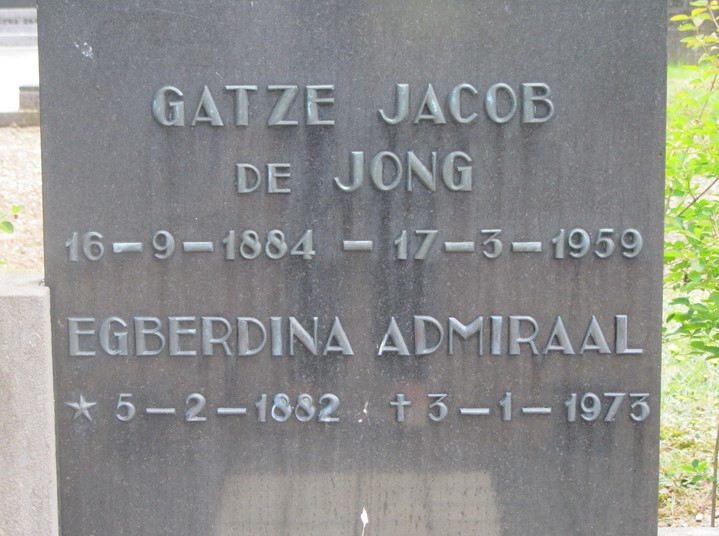 GATZE JACOB
DE JONG
16-9-1884 - 17-3-1959
EGBERDINA ADMIRAAL
★ 5-2-1882 ✝ 3-1-1973